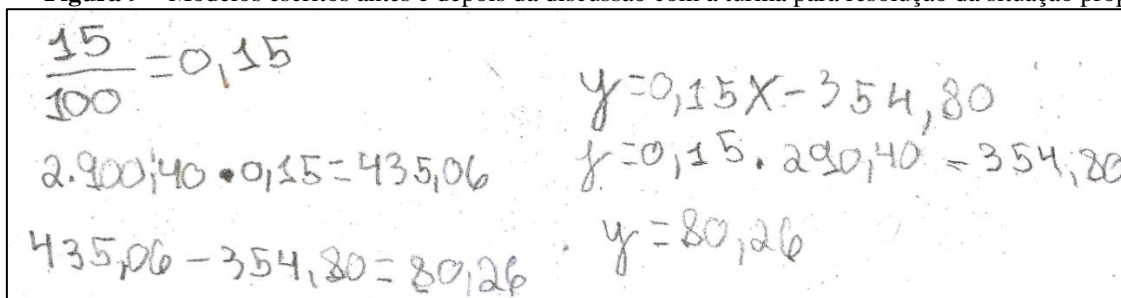 15
100
=0,15
2.900,40 • 0,15=435,06
435,06 - 354,80=80,26
y=0,15X-354,80
y=0,15. 290,40 - 354,80
y=80,26